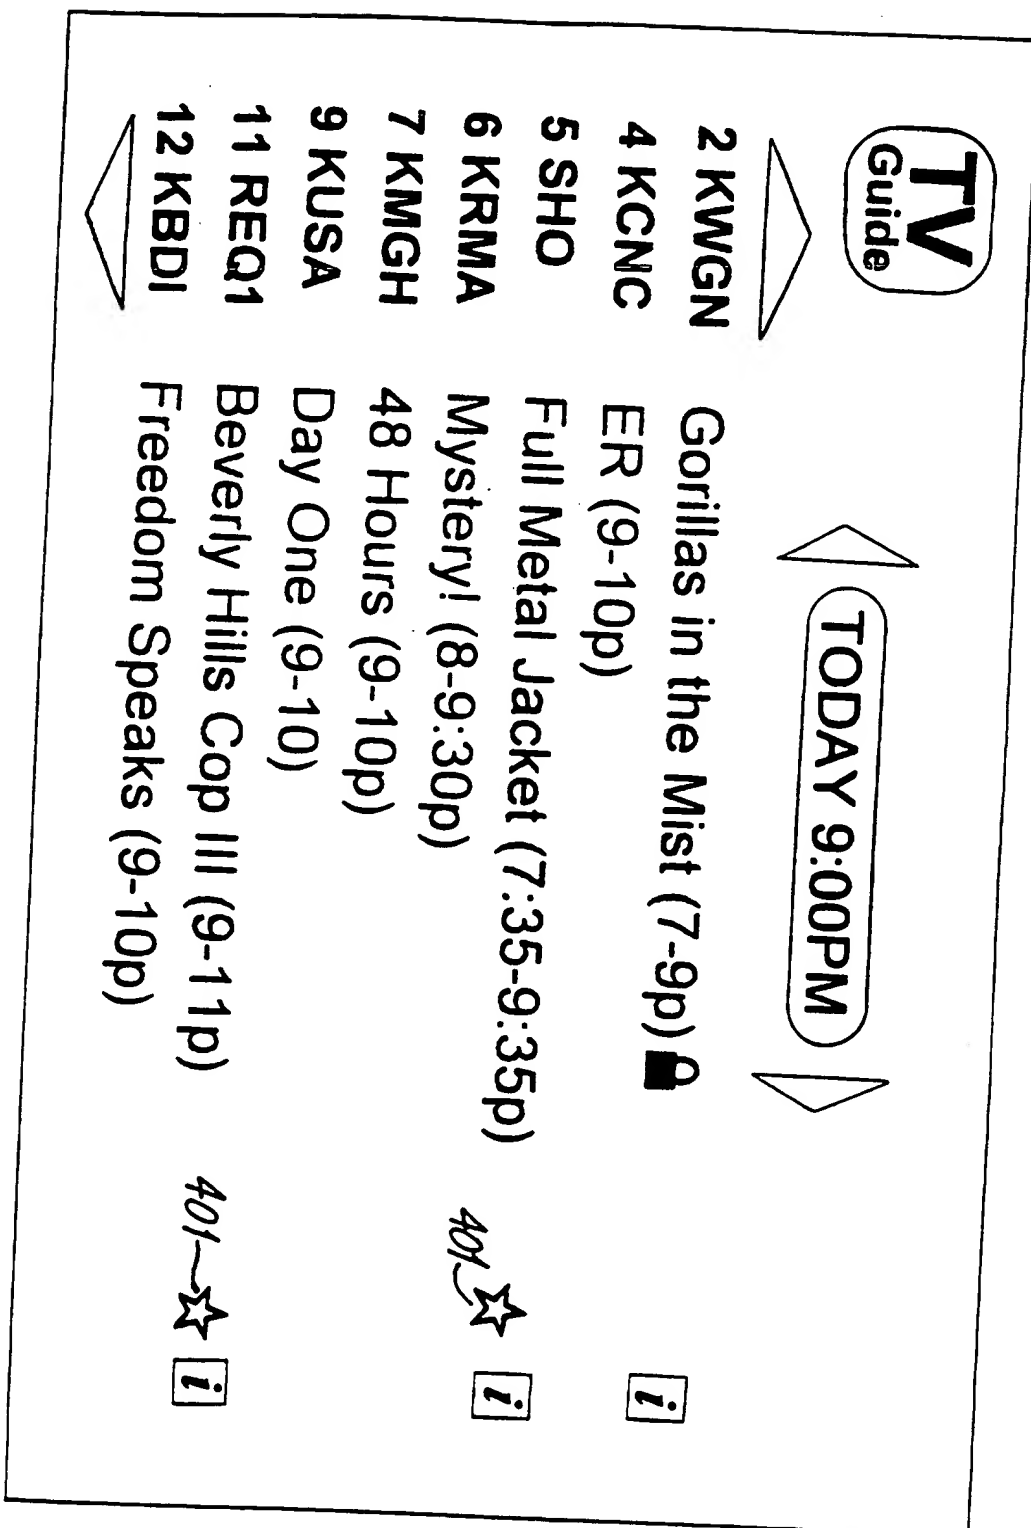 TV
Guide
TODAY 9:00PM
2 KWGN Gorillas in the Mist (7-9p) i
4 KCNC ER (9-10p)
5 SHO Full Metal Jacket (7:35-9:35p) i
401
6 KRMA Mystery! (8-9:30p)
7 KMGH 48 Hours (9-10p)
9 KUSA Day One (9-10)
11 REQ1 Beverly Hills Cop III (9-11p) 401 i
12 KBDI Freedom Speaks (9-10p)